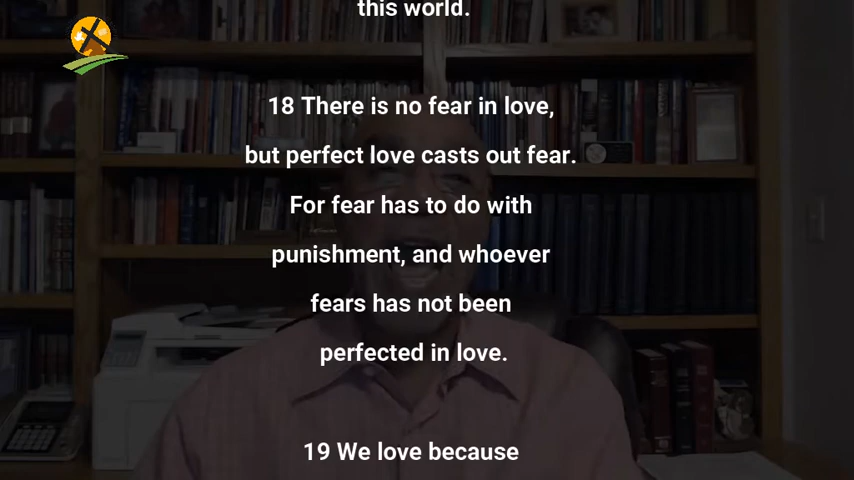 this world.
18 There is no fear in love,
but perfect love casts out fear.
For fear has to do with
punishment, and whoever
fears has not been
perfected in love.
19 We love because